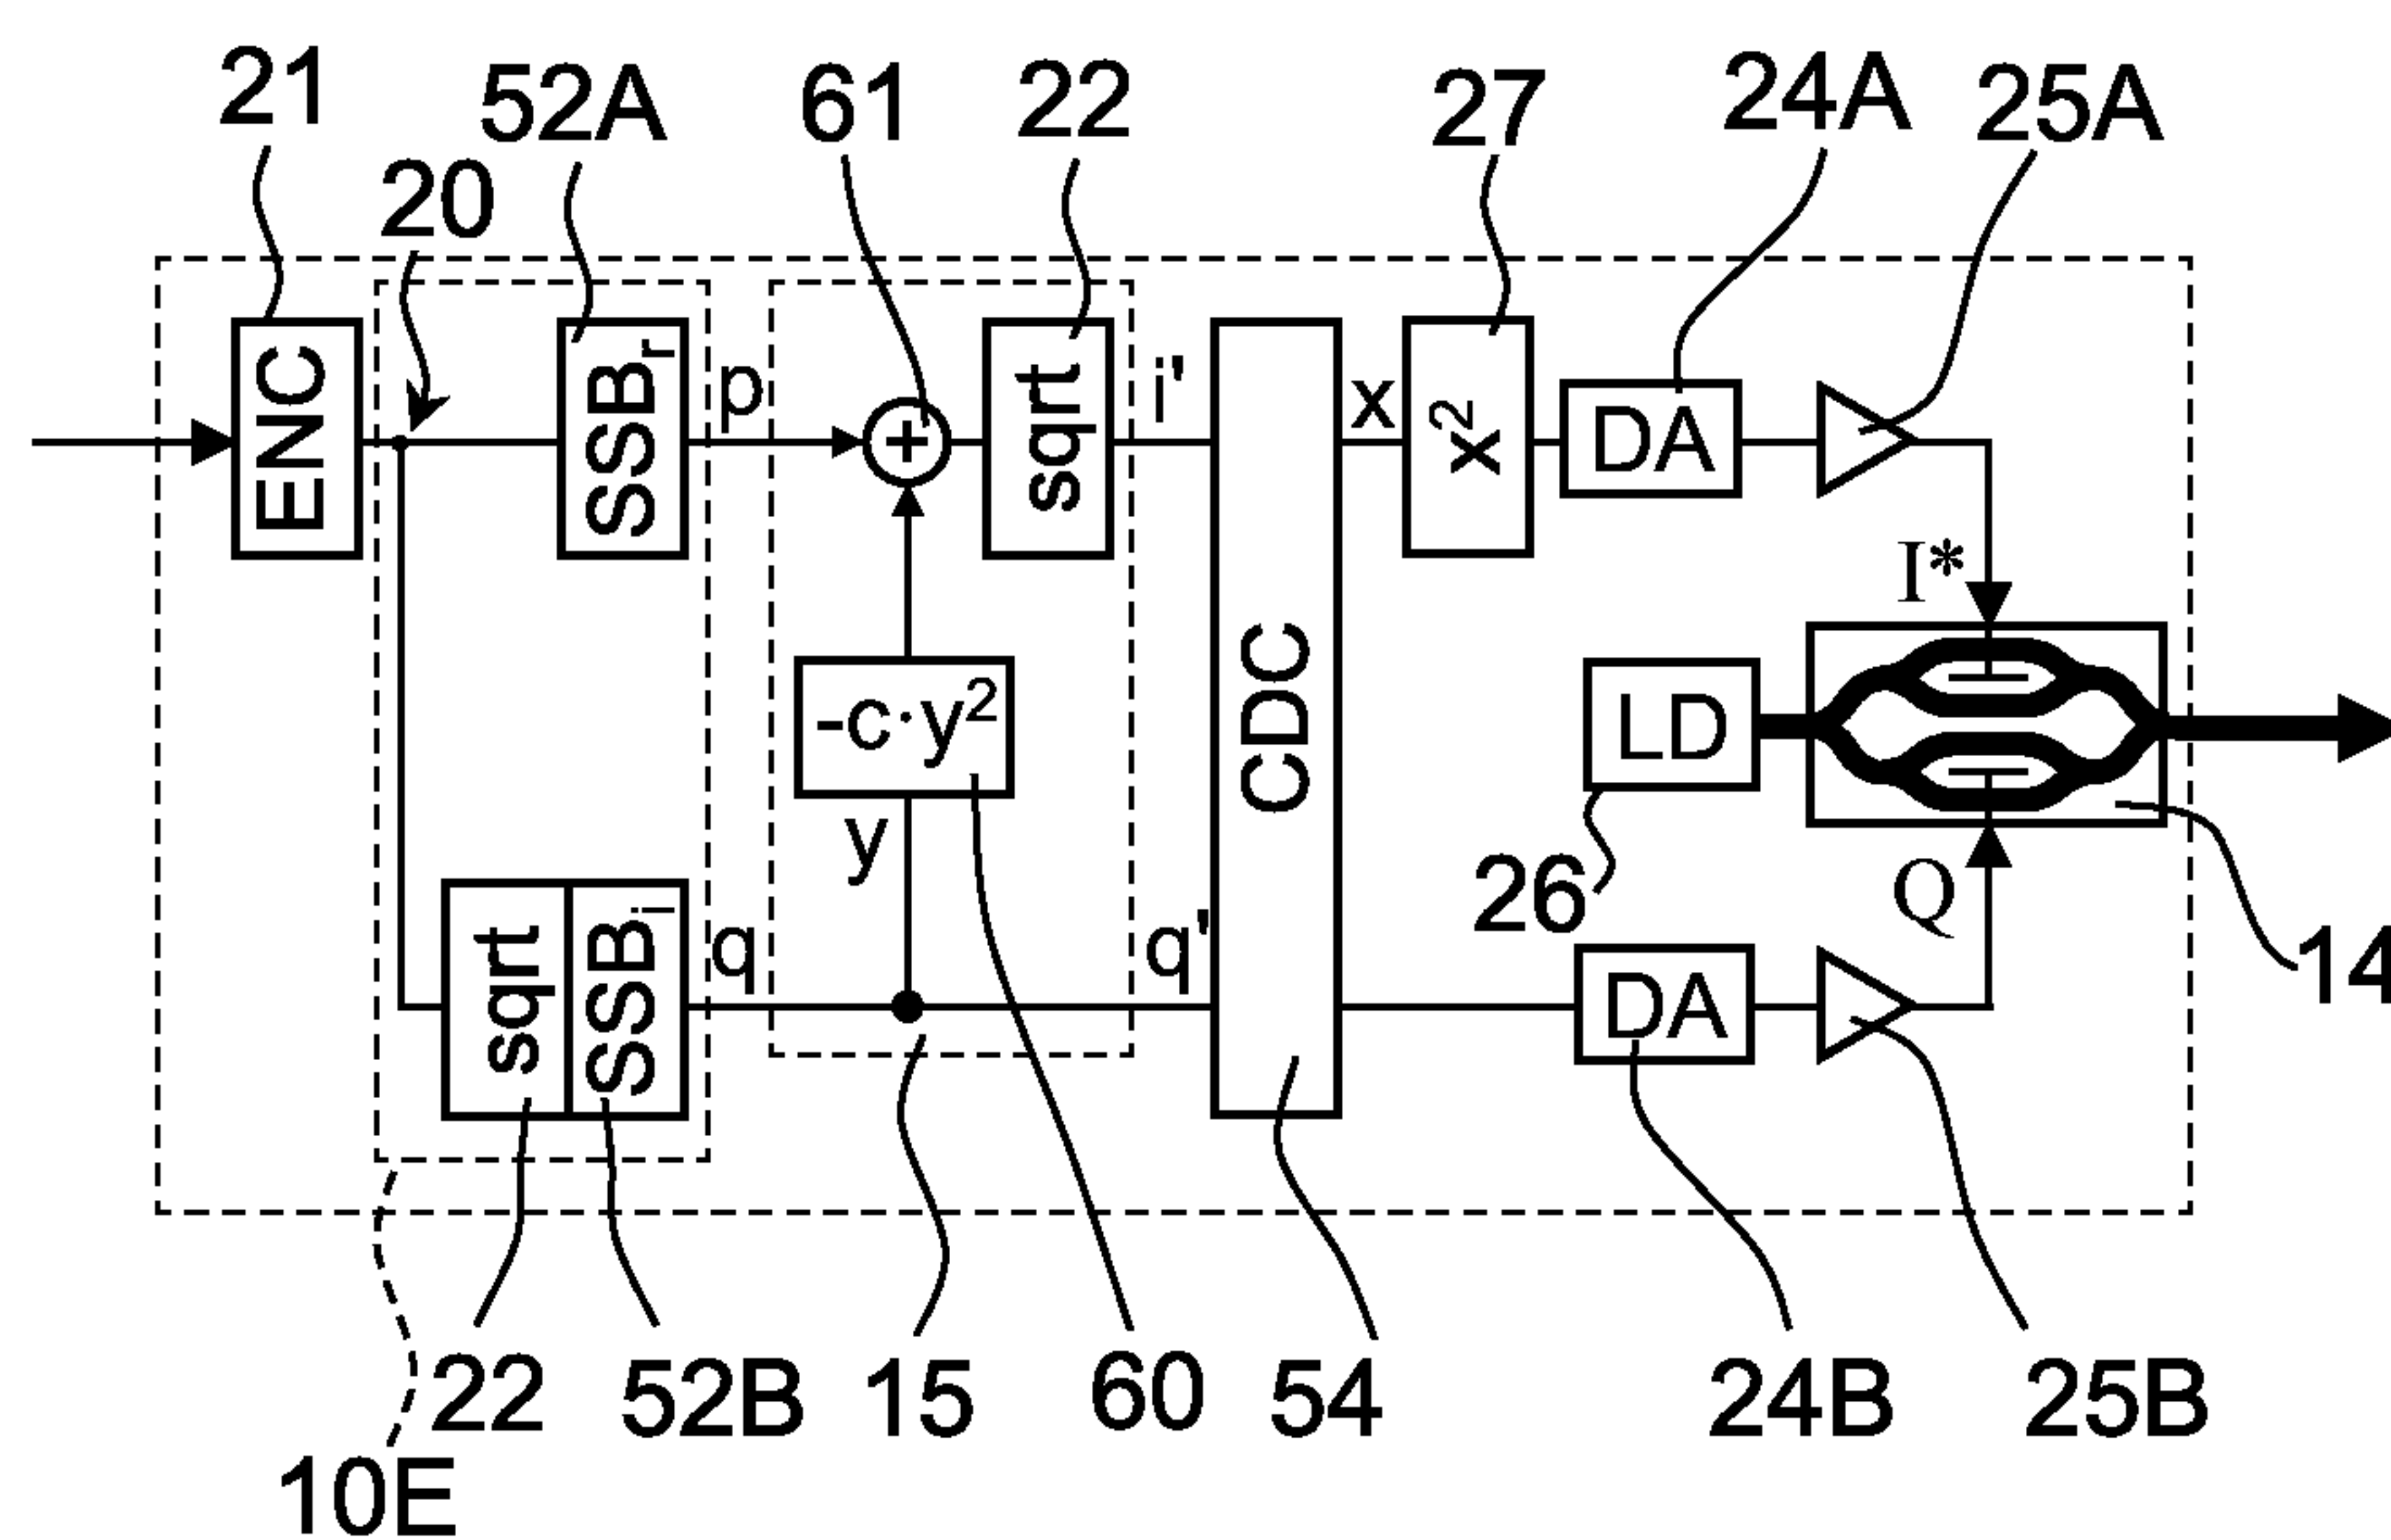 21
52A
61
22
27
24A
25A
20
ENC
SSBr
p
+
sqrt
i'
x
x²
DA
I*
-c·y²
CDC
LD
y
26
Q
14
sqrt
SSBi
q
q'
DA
22
52B
15
60
54
24B
25B
10E